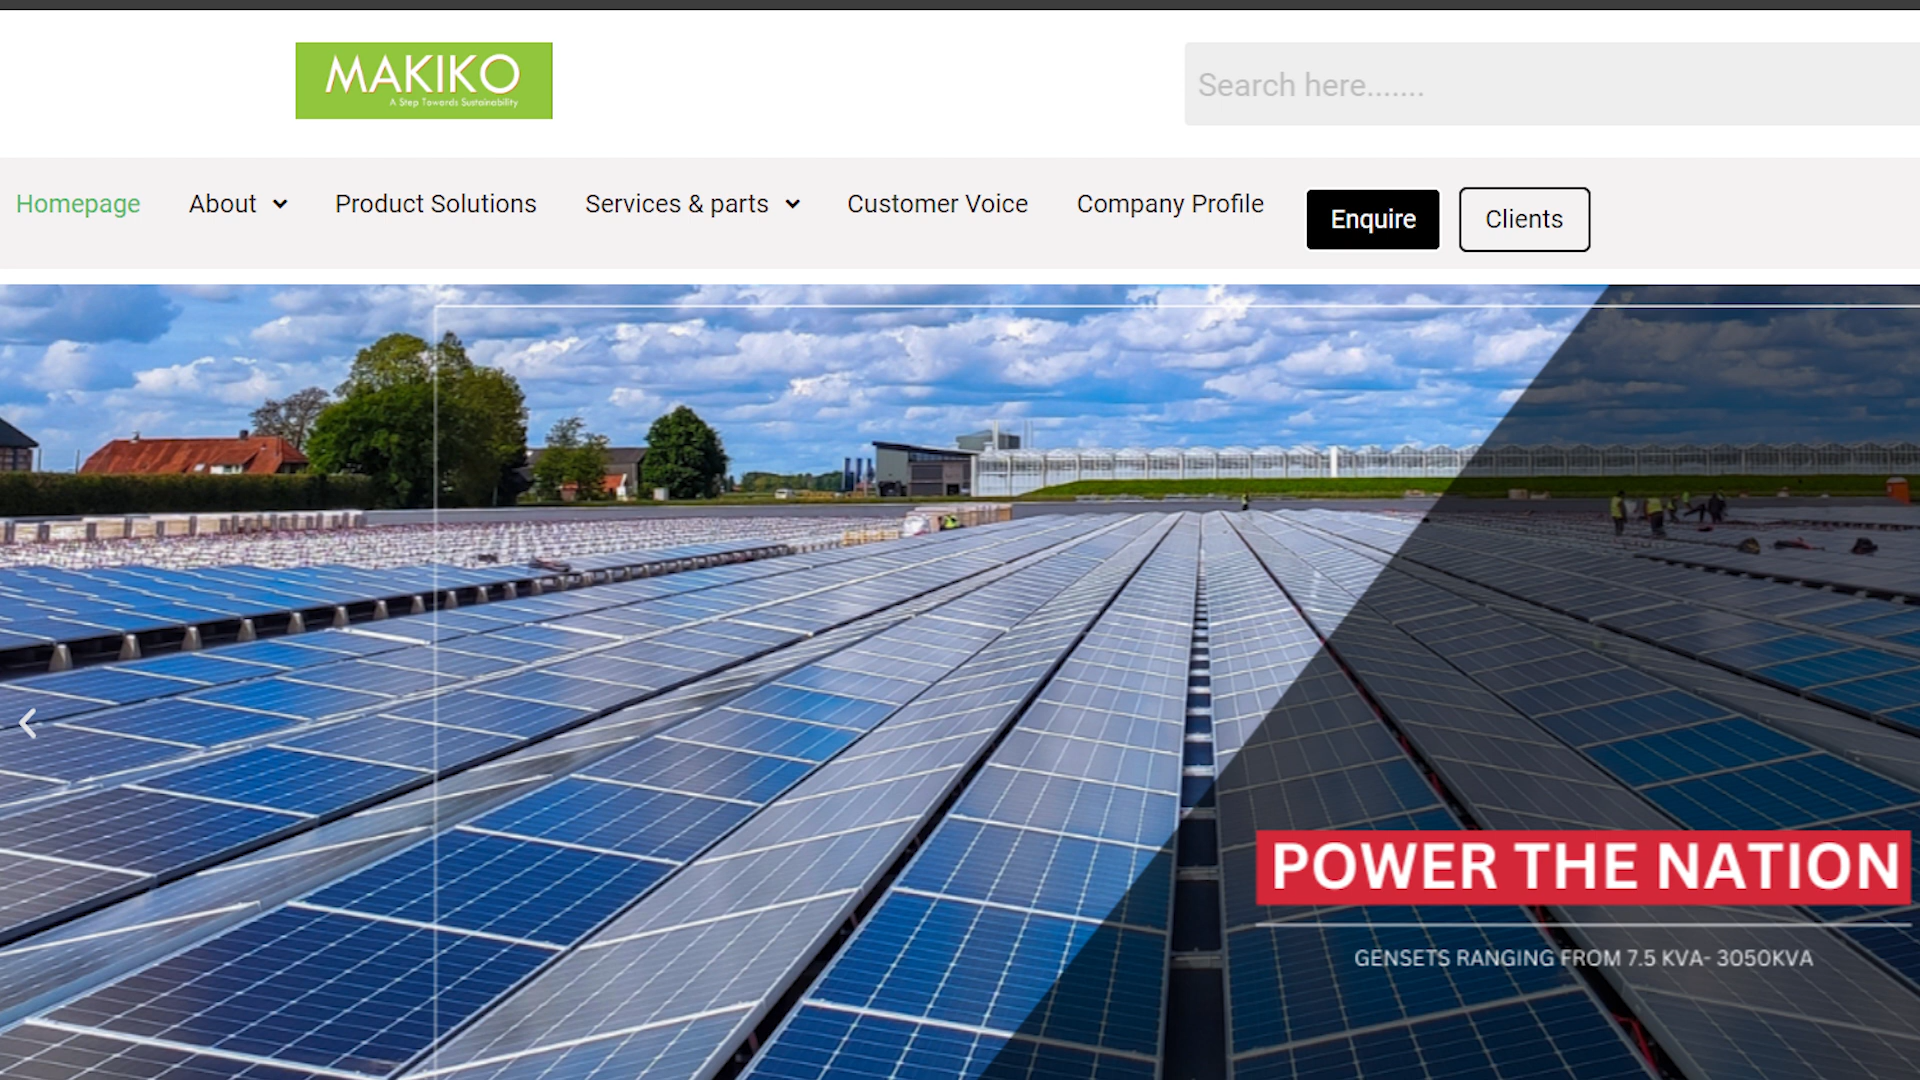 MAKIKO
A Step Towards Sustainability
Search here.......
Homepage About Product Solutions Services & parts Customer Voice Company Profile Enquire Clients
POWER THE NATION
GENSETS RANGING FROM 7.5 KVA- 3050KVA